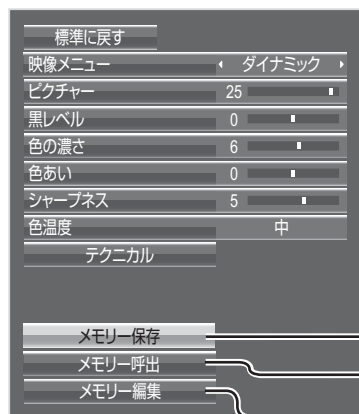 標準に戻す
映像メニュー ダイナミック
ピクチャー 25
黒レベル 0
色の濃さ 6
色あい 0
シャープネス 5
色温度 中
テクニカル
メモリー保存
メモリー呼出
メモリー編集